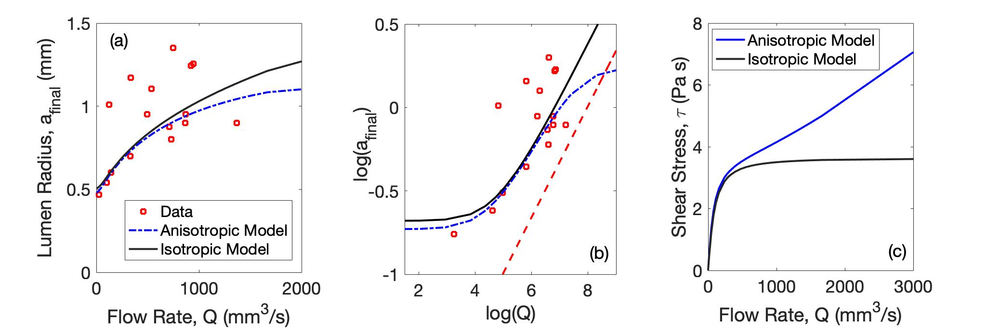 (a)
1.5
1
0.5
0
Lumen Radius, a_final (mm)
Data
Anisotropic Model
Isotropic Model
0 1000 2000
Flow Rate, Q (mm³/s)
0.5
0
-0.5
-1
log(a_final)
(b)
2 4 6 8
log(Q)
8
6
4
2
0
Shear Stress, τ (Pa s)
Anisotropic Model
Isotropic Model
(c)
0 1000 2000 3000
Flow Rate, Q (mm³/s)